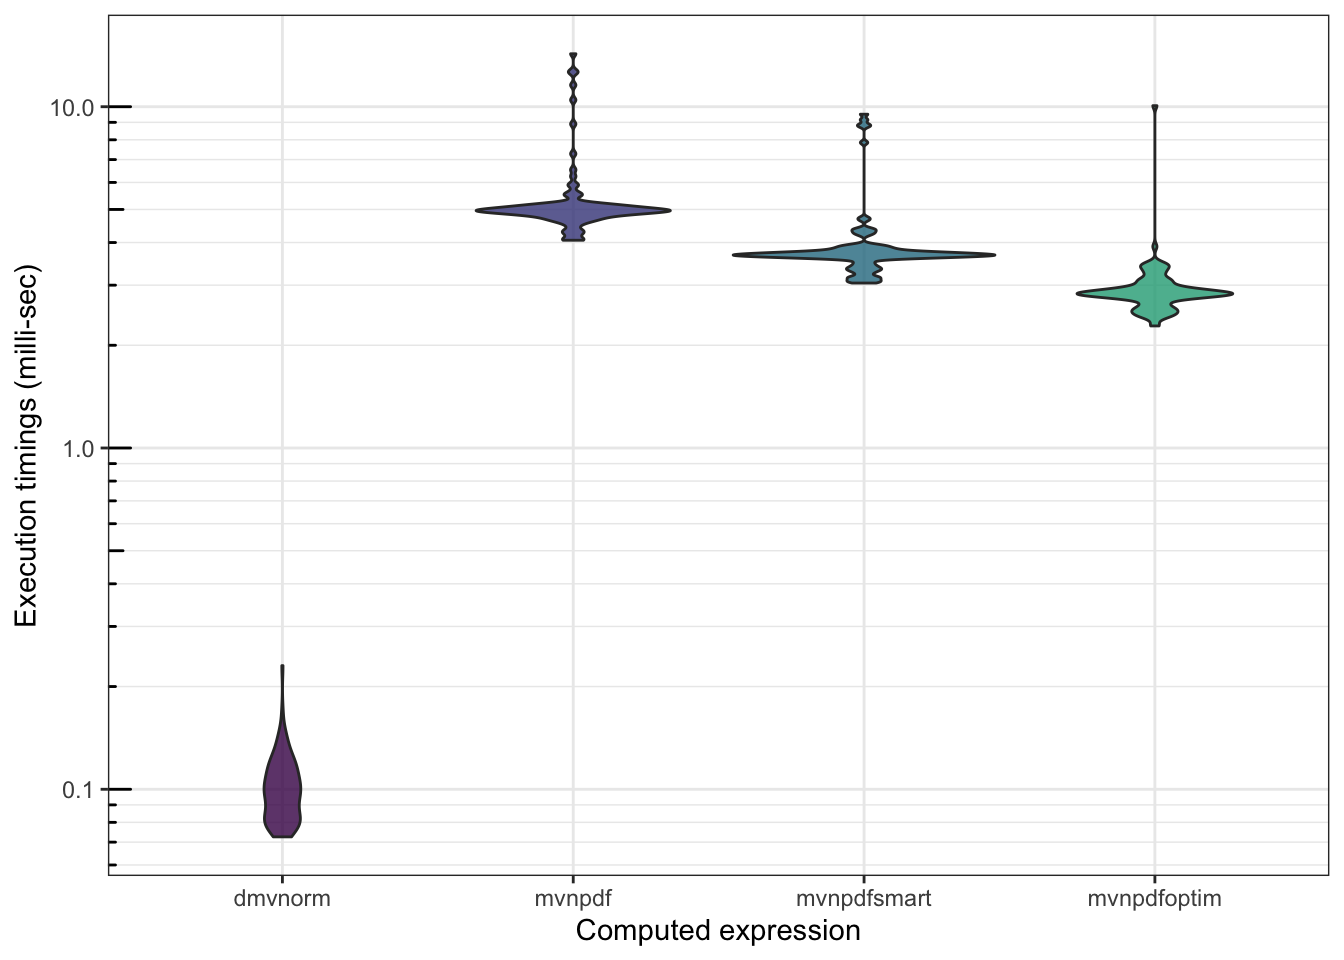 Execution timings (milli-sec)
10.0
1.0
0.1
dmvnorm
mvnpdf
mvnpdfsmart
mvnpdfoptim
Computed expression